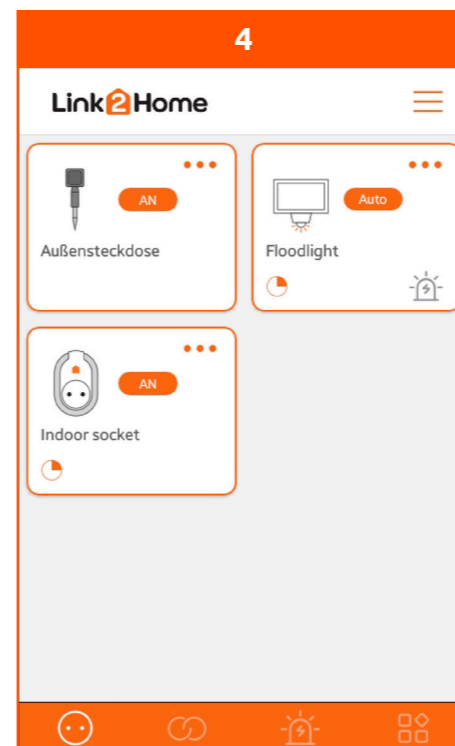 4
Link2Home
AN
Außensteckdose
Auto
Floodlight
AN
Indoor socket